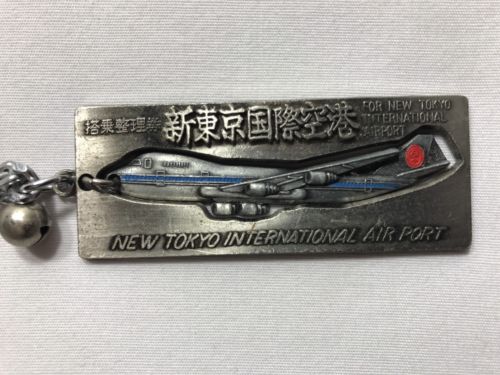 搭乗整理券
新東京国際空港
FOR NEW TOKYO
INTERNATIONAL
AIRPORT
NEW TOKYO INTERNATIONAL AIR PORT